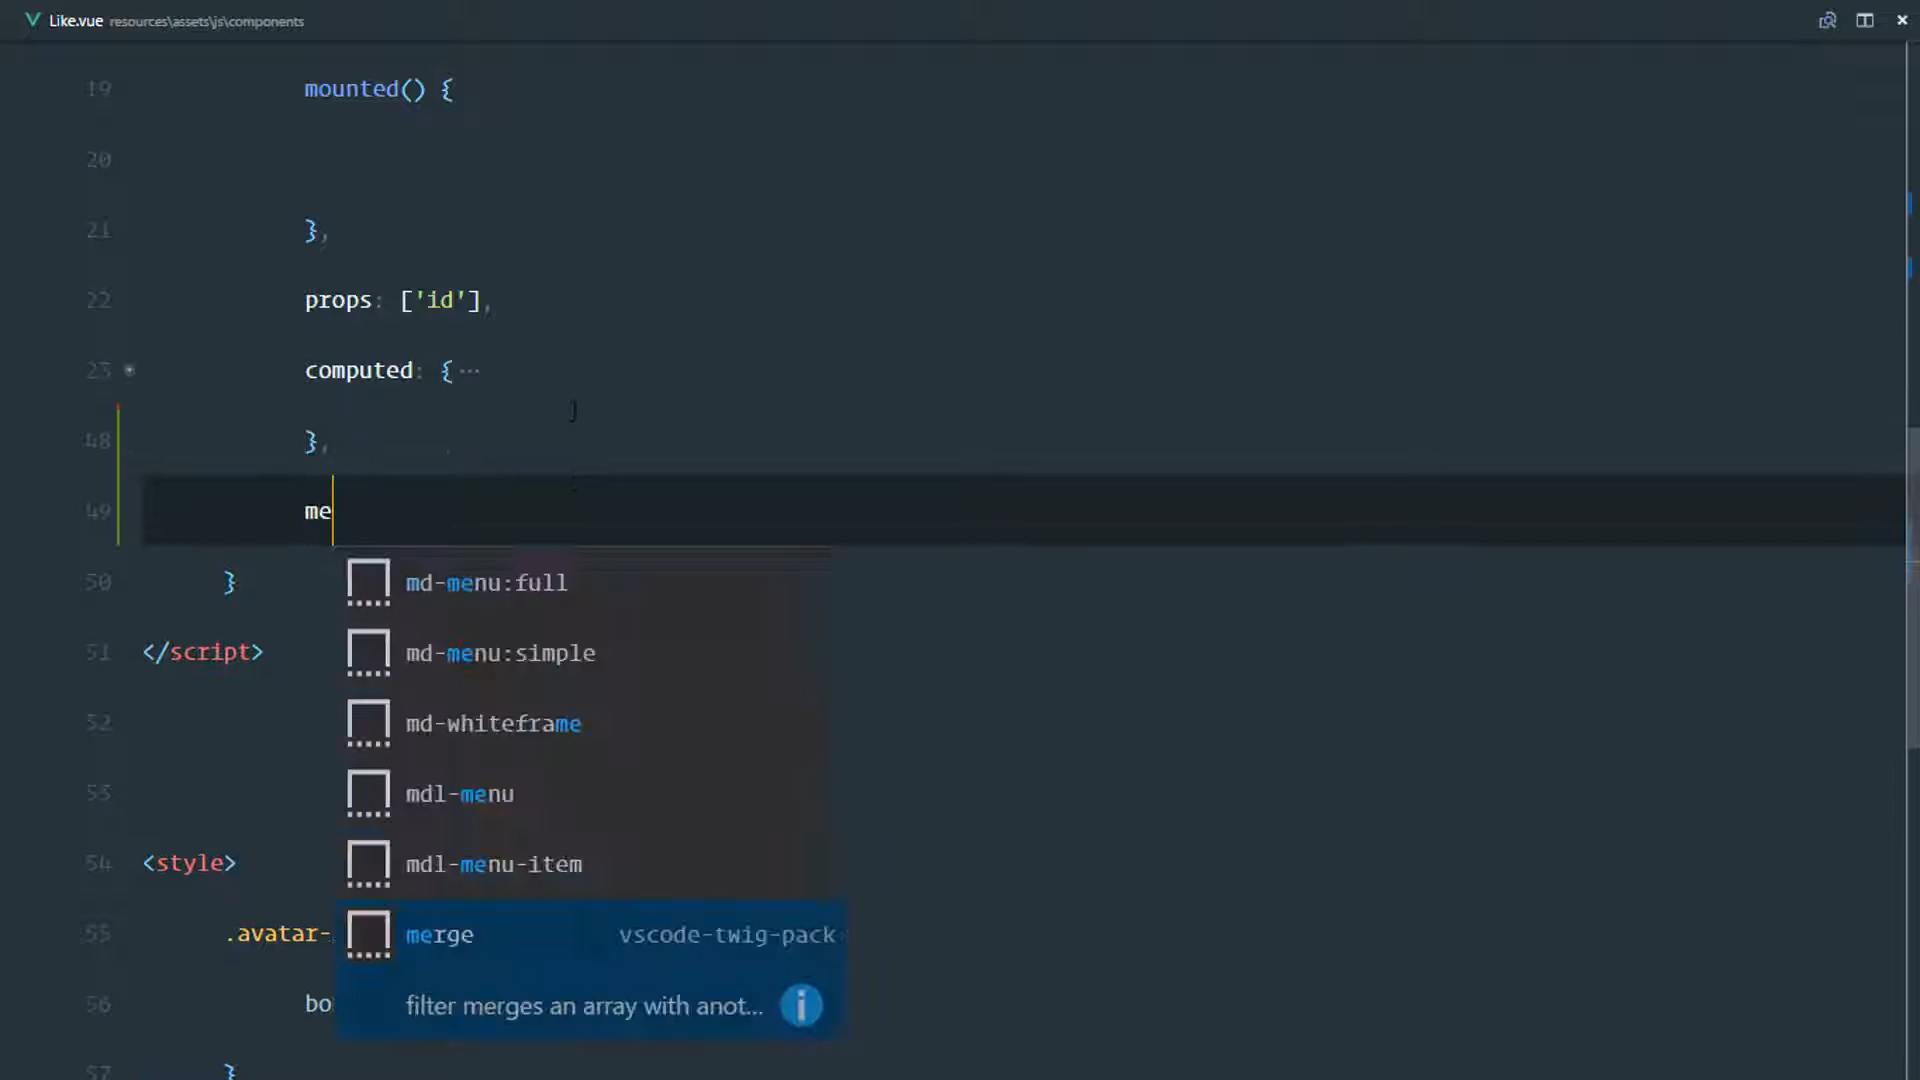 Like.vue resources\assets\js\components
19 mounted() {
20
21 },
22 props: ['id'],
23 computed: { ...
48 },
49 me
50 }
md-menu:full
51 </script>
md-menu:simple
52
md-whiteframe
53
mdl-menu
54 <style>
mdl-menu-item
55 .avatar-
merge vscode-twig-pack
56 bo
filter merges an array with anot...
57 }